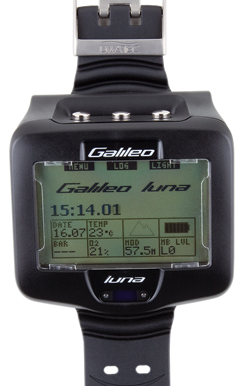 UWATEC
Galileo
MENU LOG LIGHT
Galileo luna
15:14.01
DATE TEMP
16.07 23°C
BAR O2 MOD MB LVL
--- 21% 57.5m L0
luna